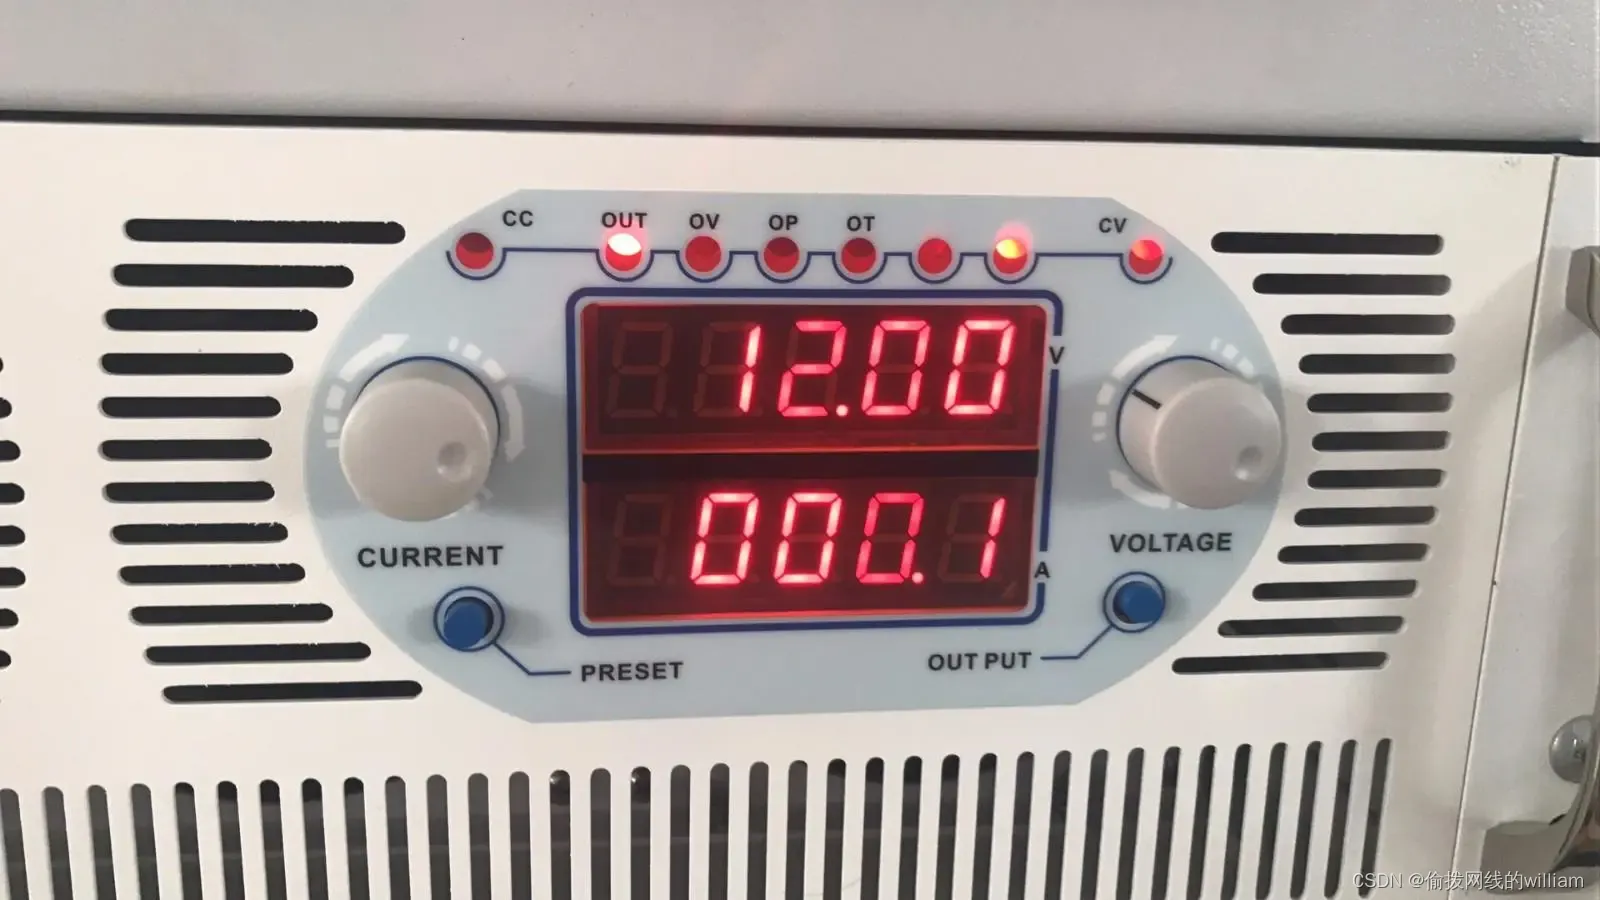 CC OUT OV OP OT CV
12.00 V
000.1 A
CURRENT VOLTAGE
PRESET OUT PUT
CSDN @偷拨网线的william